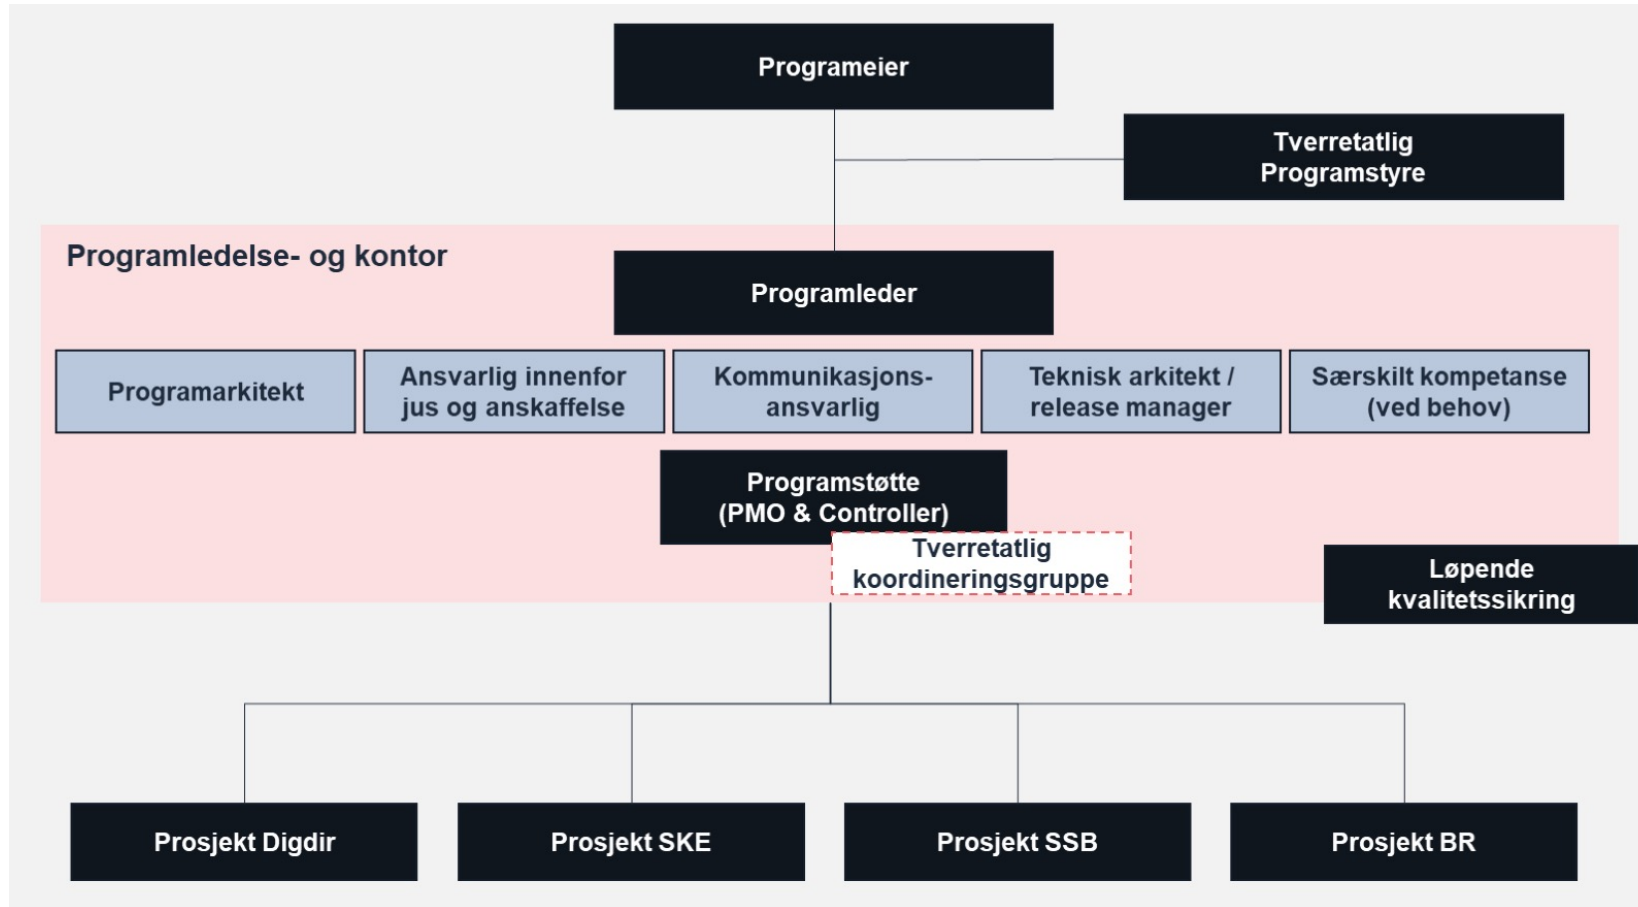 Programeier
Tverretatlig
Programstyre
Programledelse- og kontor
Programleder
Programarkitekt
Ansvarlig innenfor
jus og anskaffelse
Kommunikasjons-
ansvarlig
Teknisk arkitekt /
release manager
Særskilt kompetanse
(ved behov)
Programstøtte
(PMO & Controller)
Tverretatlig
koordineringsgruppe
Løpende
kvalitetssikring
Prosjekt Digdir
Prosjekt SKE
Prosjekt SSB
Prosjekt BR